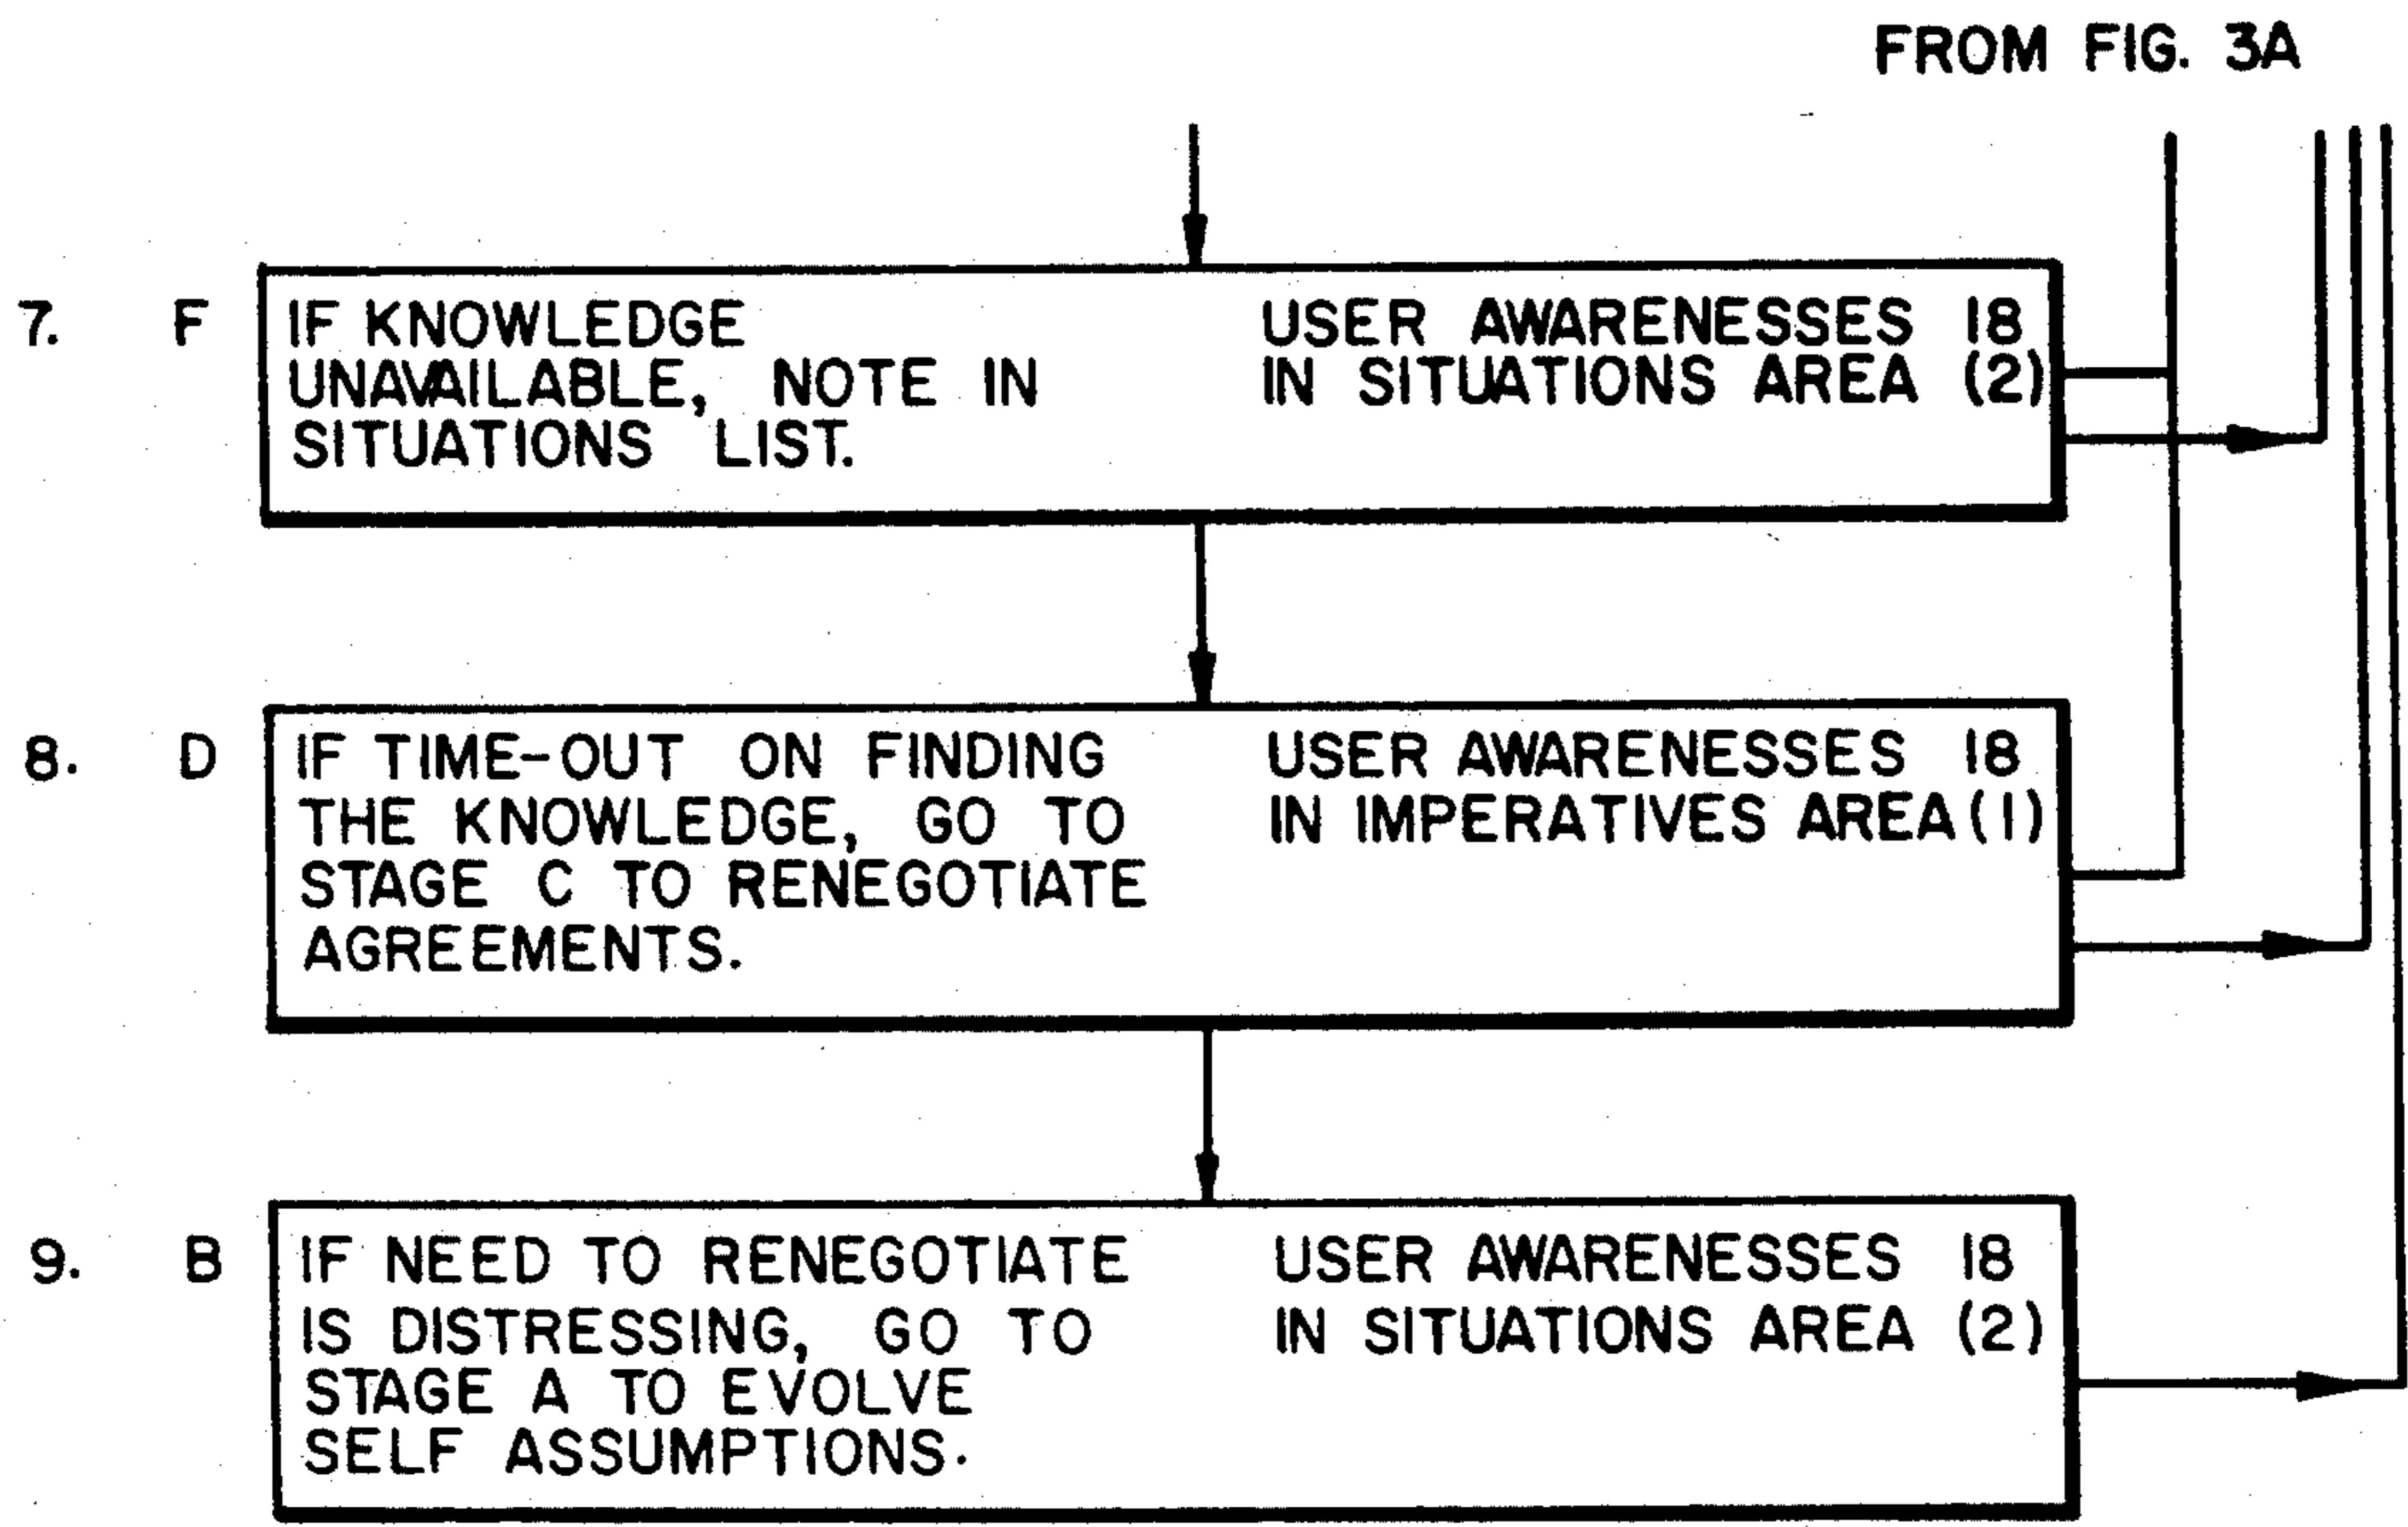 FROM FIG. 3A
7. F IF KNOWLEDGE USER AWARENESSES 18
UNAVAILABLE, NOTE IN IN SITUATIONS AREA (2)
SITUATIONS LIST.
8. D IF TIME-OUT ON FINDING USER AWARENESSES 18
THE KNOWLEDGE, GO TO IN IMPERATIVES AREA (1)
STAGE C TO RENEGOTIATE
AGREEMENTS.
9. B IF NEED TO RENEGOTIATE USER AWARENESSES 18
IS DISTRESSING, GO TO IN SITUATIONS AREA (2)
STAGE A TO EVOLVE
SELF ASSUMPTIONS.